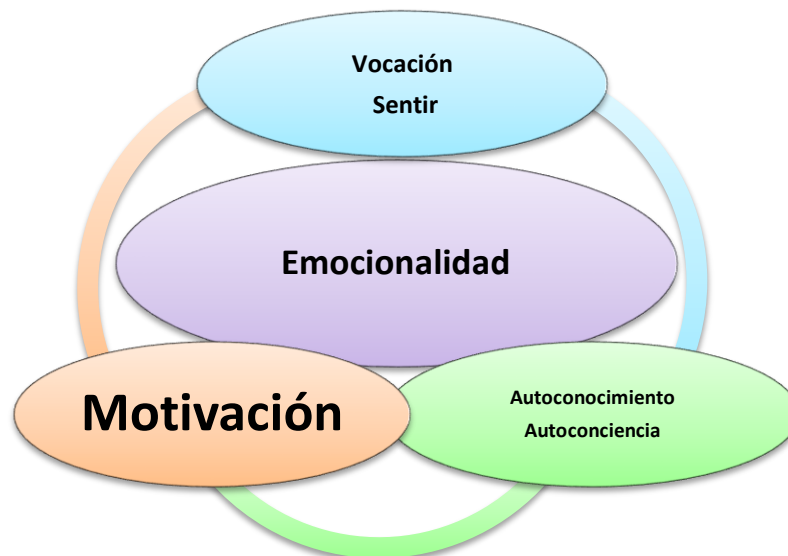 Vocación
Sentir
Emocionalidad
Motivación
Autoconocimiento
Autoconciencia